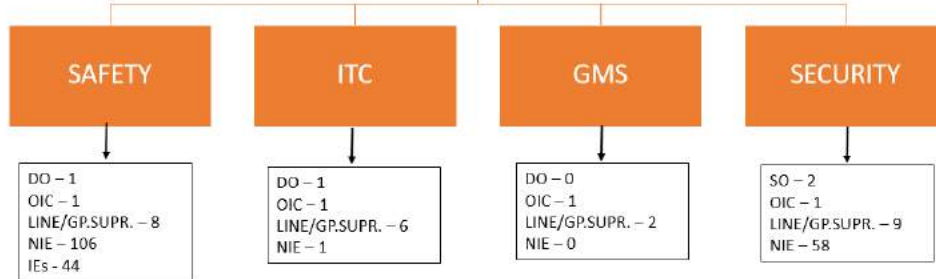 SAFETY
ITC
GMS
SECURITY
DO – 1
OIC – 1
LINE/GP.SUPR. – 8
NIE – 106
IEs - 44
DO – 1
OIC – 1
LINE/GP.SUPR. – 6
NIE – 1
DO – 0
OIC – 1
LINE/GP.SUPR. – 2
NIE – 0
SO – 2
OIC – 1
LINE/GP.SUPR. – 9
NIE – 58